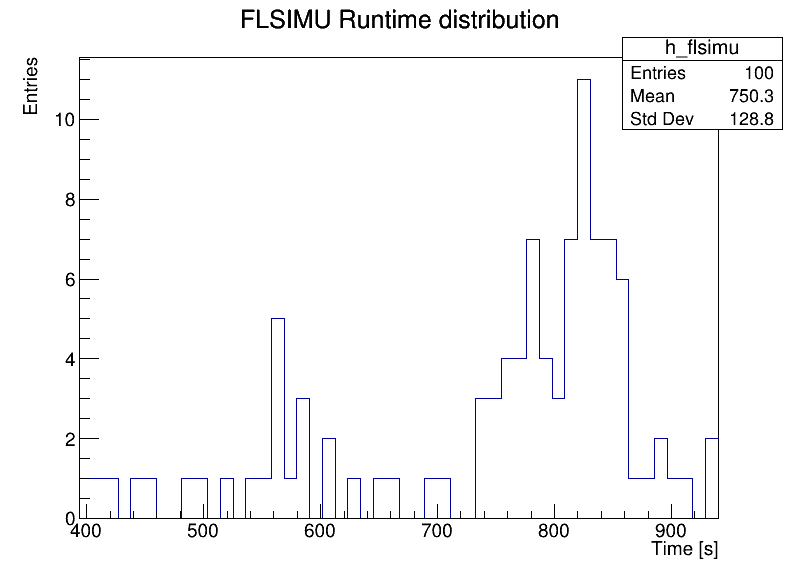 FLSIMU Runtime distribution
h_flsimu
Entries 100
Mean 750.3
Std Dev 128.8
Entries
10
8
6
4
2
0
400 500 600 700 800 900
Time [s]